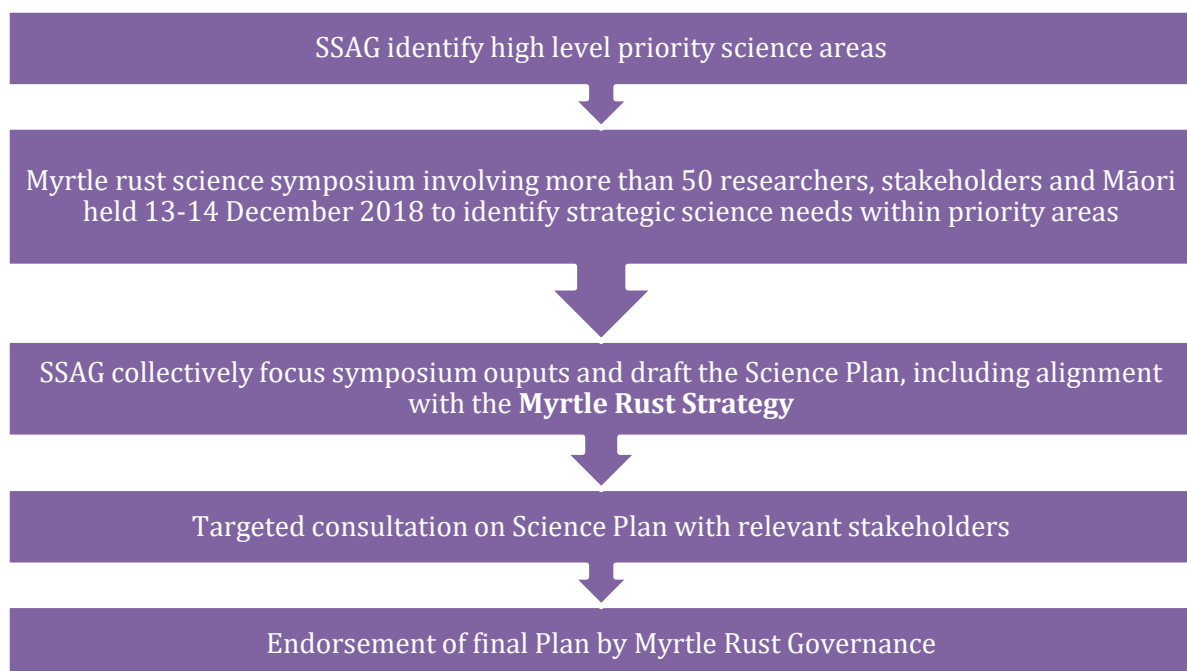 SSAG identify high level priority science areas
Myrtle rust science symposium involving more than 50 researchers, stakeholders and Māori
held 13-14 December 2018 to identify strategic science needs within priority areas
SSAG collectively focus symposium ouputs and draft the Science Plan, including alignment
with the Myrtle Rust Strategy
Targeted consultation on Science Plan with relevant stakeholders
Endorsement of final Plan by Myrtle Rust Governance